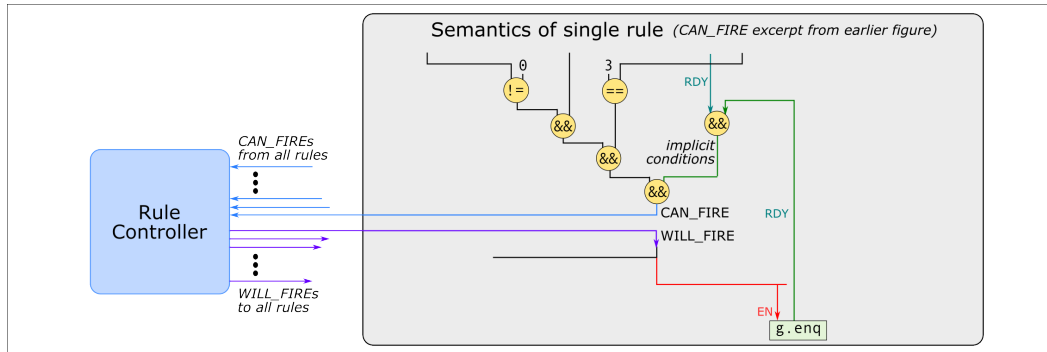 Semantics of single rule (CAN_FIRE excerpt from earlier figure)
0
3
!=
==
RDY
&&
&&
implicit
conditions
&&
&&
CAN_FIREs
from all rules
Rule
Controller
CAN_FIRE
RDY
WILL_FIRE
WILL_FIREs
to all rules
EN
g.enq